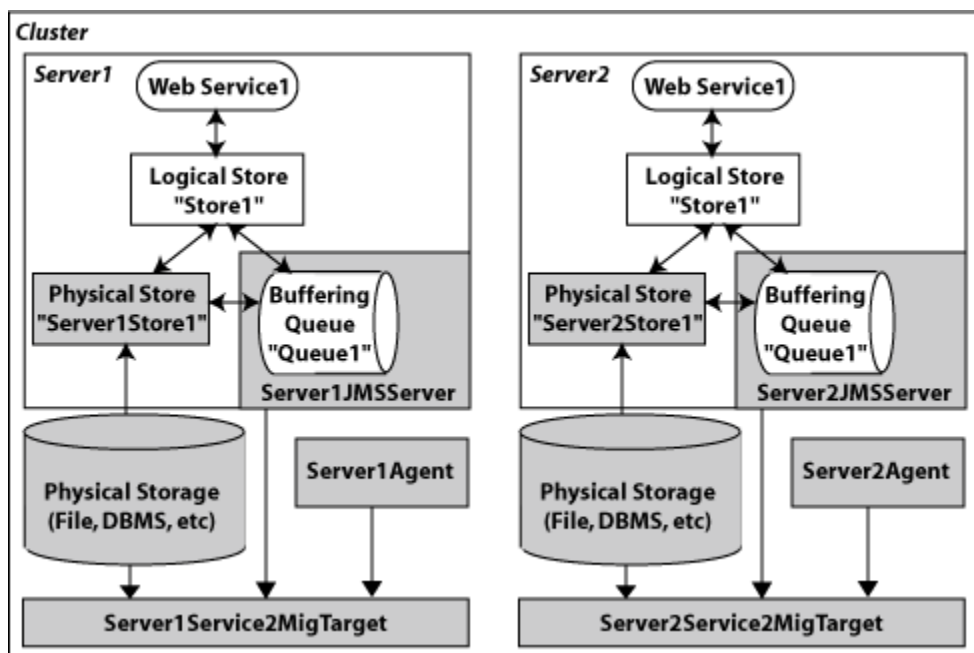 Cluster
Server1
Web Service1
Logical Store
"Store1"
Physical Store
"Server1Store1"
Buffering
Queue
"Queue1"
Server1JMSServer
Physical Storage
(File, DBMS, etc)
Server1Agent
Server1Service2MigTarget
Server2
Web Service1
Logical Store
"Store1"
Physical Store
"Server2Store1"
Buffering
Queue
"Queue1"
Server2JMSServer
Physical Storage
(File, DBMS, etc)
Server2Agent
Server2Service2MigTarget